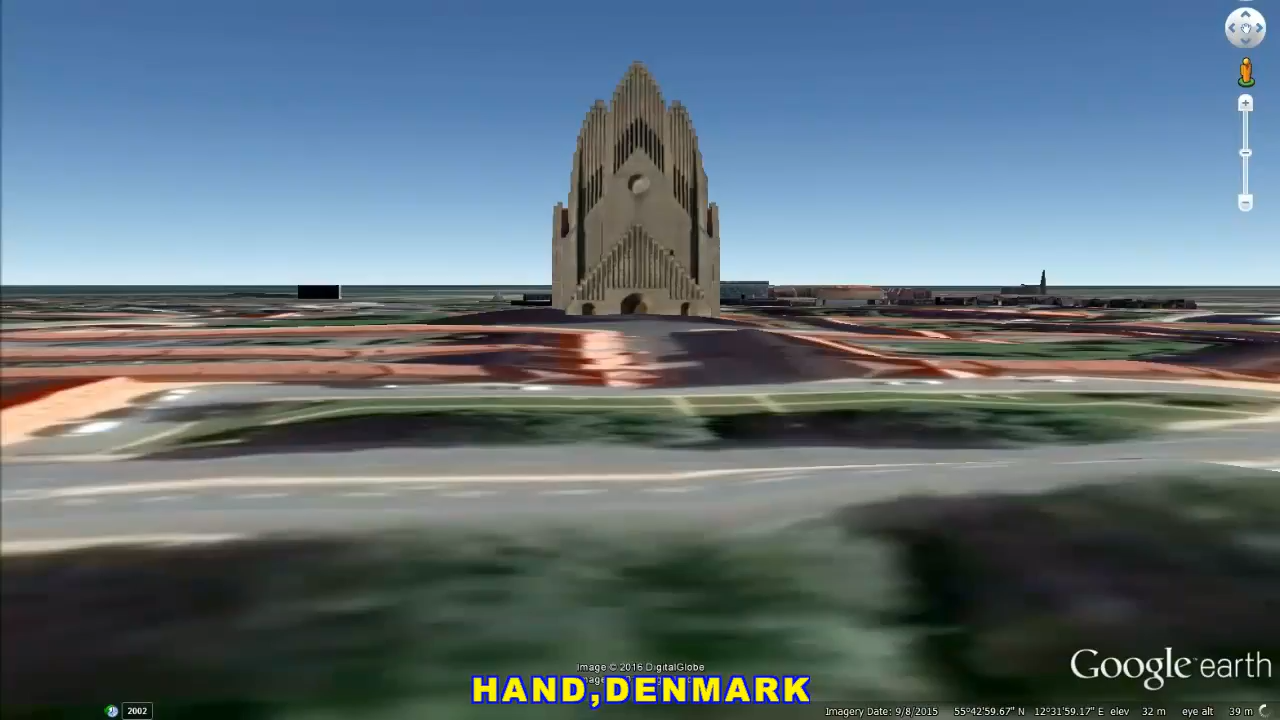 Image © 2016 DigitalGlobe
HAND,DENMARK
Google earth
2002
Imagery Date: 9/8/2015 55°42'59.67" N 12°31'59.17" E elev 32 m eye alt 39 m